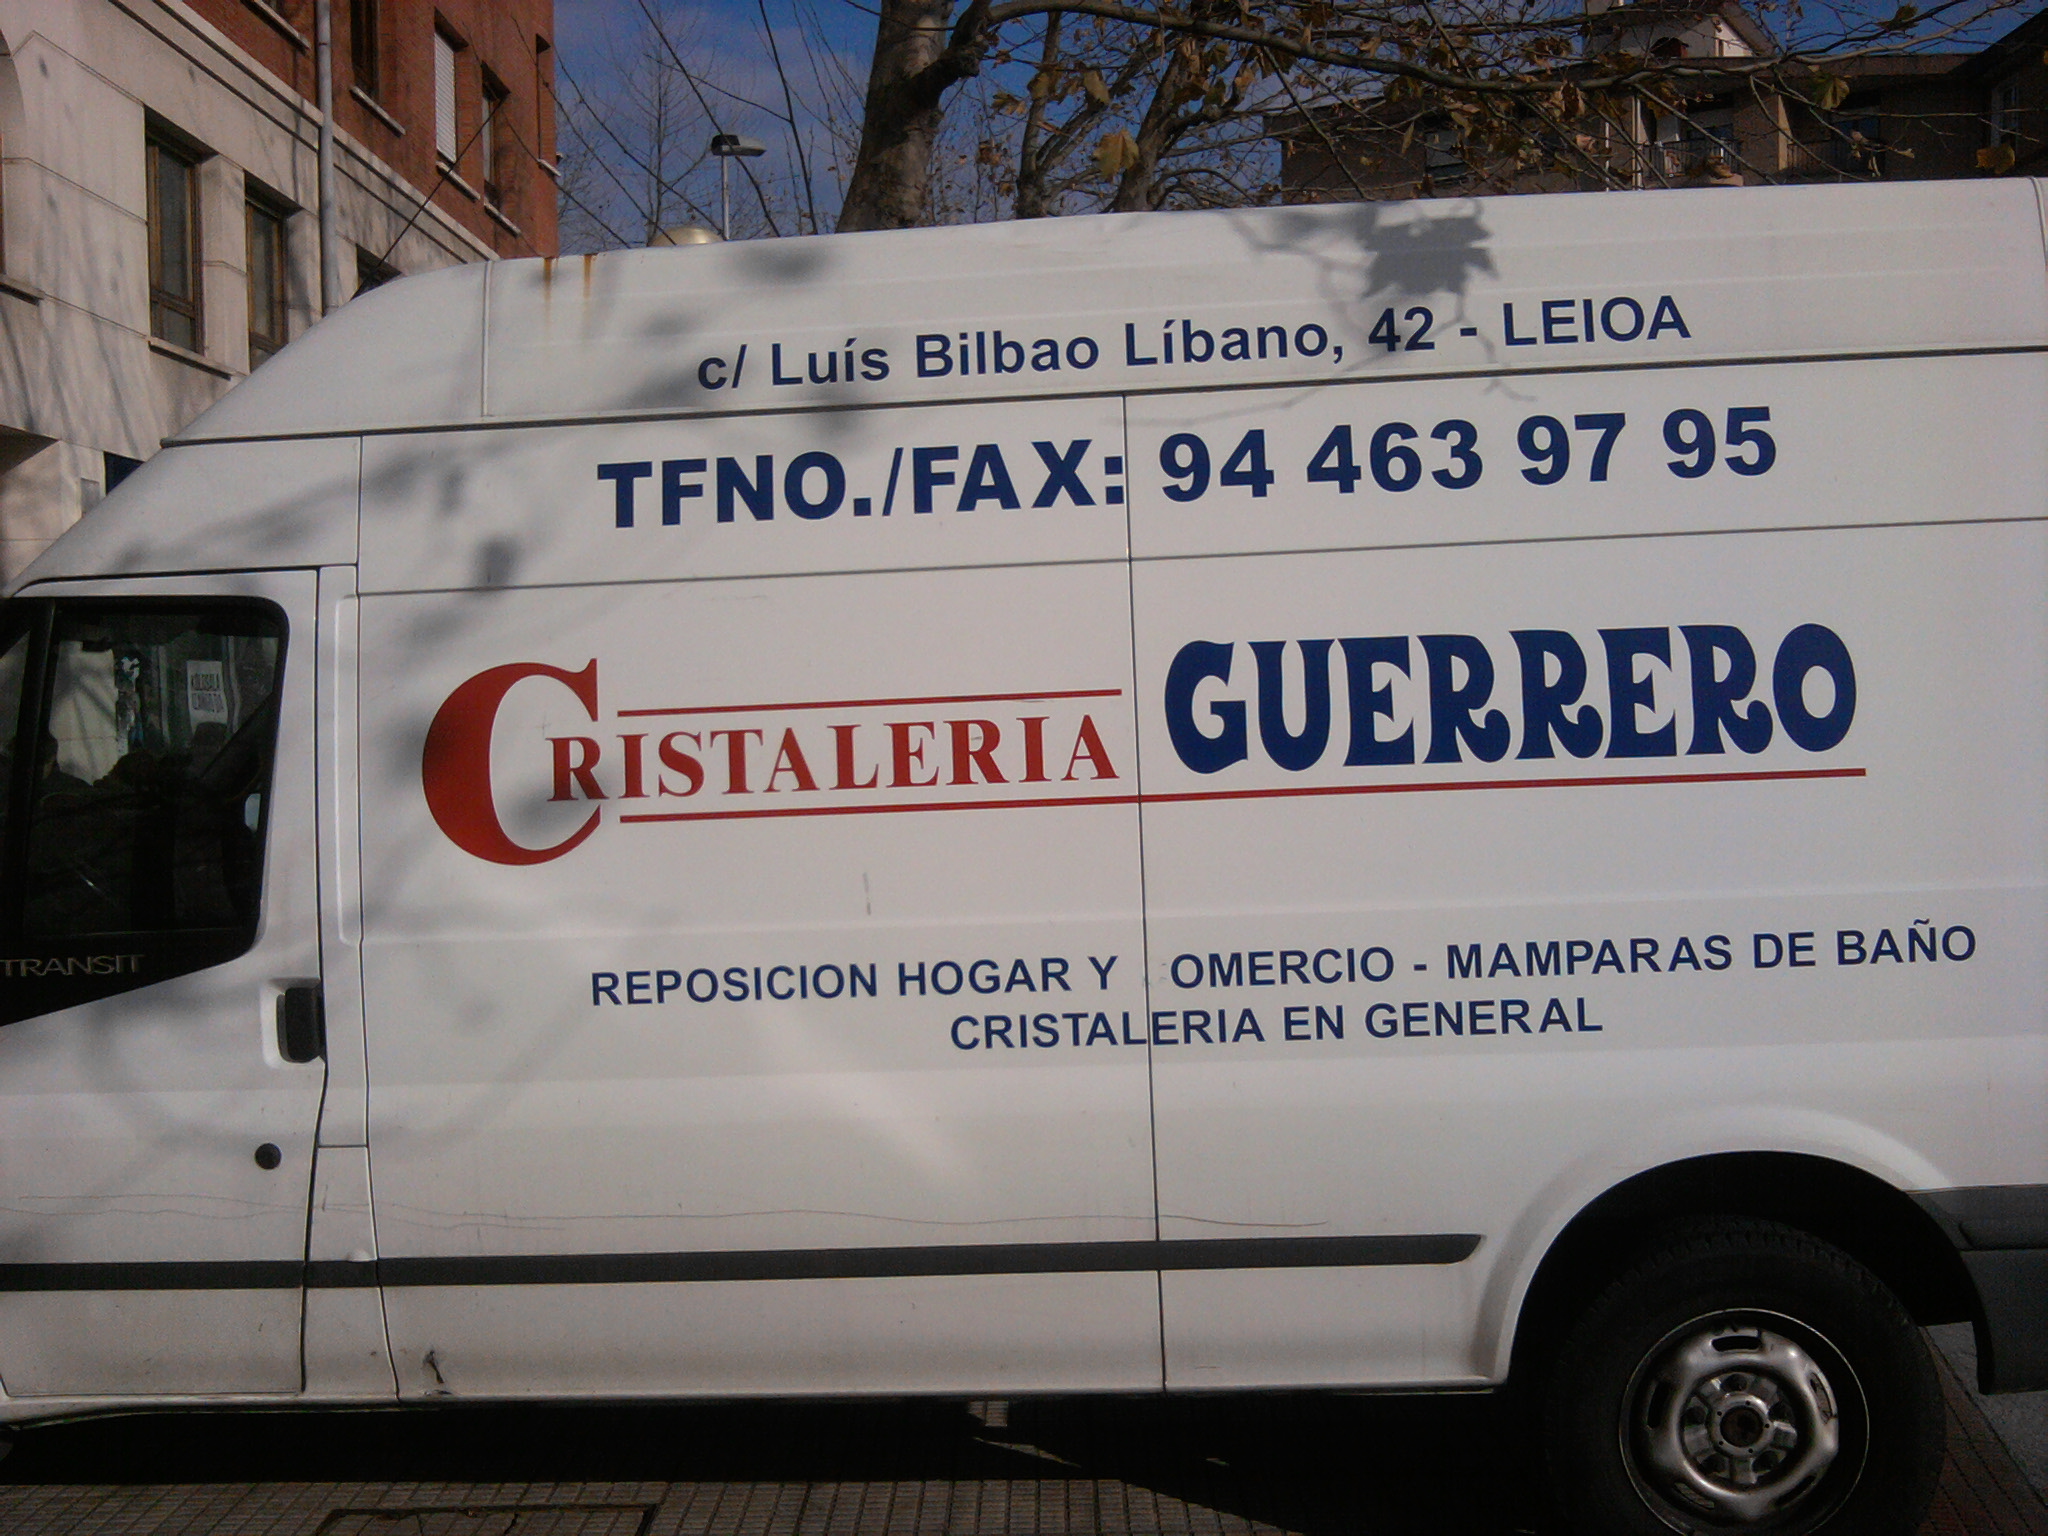 c/ Luís Bilbao Líbano, 42 - LEIOA
TFNO./FAX: 94 463 97 95
CRISTALERIA GUERRERO
REPOSICION HOGAR Y OMERCIO - MAMPARAS DE BAÑO
CRISTALERIA EN GENERAL
TRANSIT